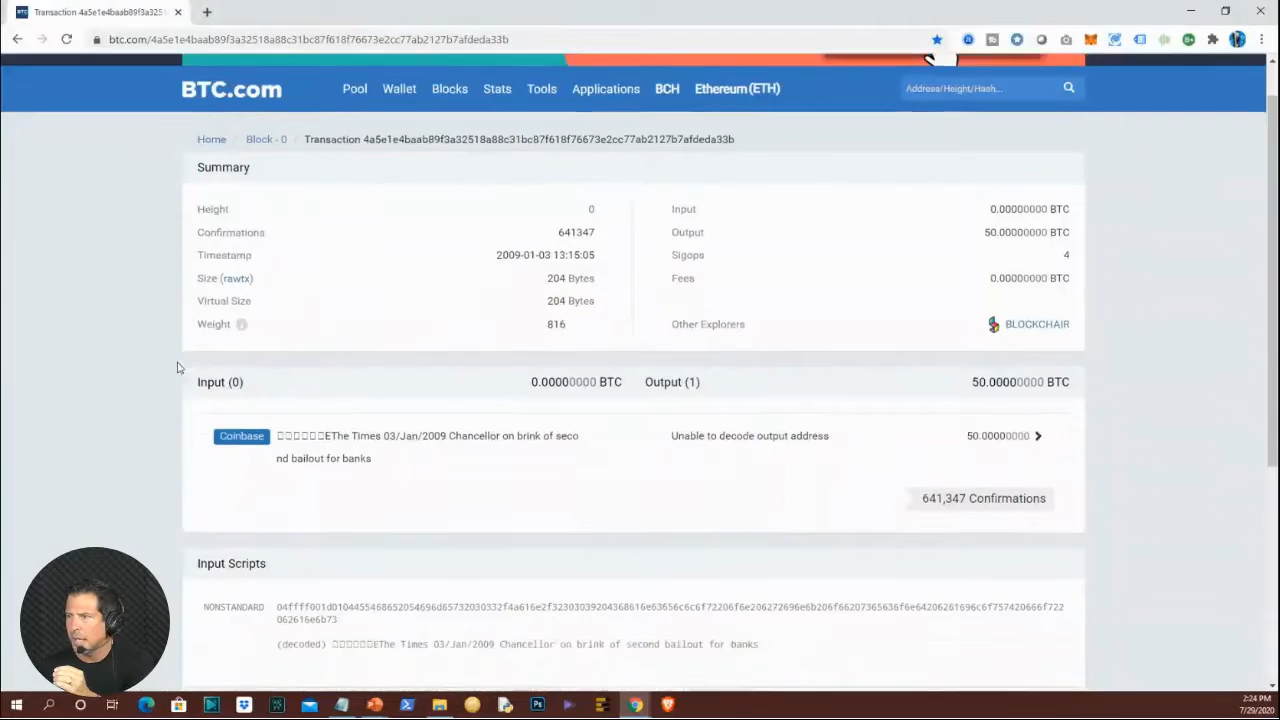 Transaction 4a5e1e4baab89f3a3251
btc.com/4a5e1e4baab89f3a32518a88c31bc87f618f76673e2cc77ab2127b7afdeda33b
BTC.com Pool Wallet Blocks Stats Tools Applications BCH Ethereum(ETH) Address/Height/Hash...
Home / Block - 0 / Transaction 4a5e1e4baab89f3a32518a88c31bc87f618f76673e2cc77ab2127b7afdeda33b
Summary
Height 0 Input 0.00000000 BTC
Confirmations 641347 Output 50.00000000 BTC
Timestamp 2009-01-03 13:15:05 Sigops 4
Size (rawtx) 204 Bytes Fees 0.00000000 BTC
Virtual Size 204 Bytes
Weight 816 Other Explorers BLOCKCHAIR
Input (0) 0.00000000 BTC Output (1) 50.00000000 BTC
Coinbase □□□□□□EThe Times 03/Jan/2009 Chancellor on brink of seco Unable to decode output address 50.00000000
nd bailout for banks
641,347 Confirmations
Input Scripts
NONSTANDARD 04ffff001d0104455468652054696d65732030332f4a616e2f32303039204368616e63656c6c6f72206f6e206272696e6b206f66207365636f6e64206261696c6f757420666f722
062616e6b73
(decoded) □□□□□□EThe Times 03/Jan/2009 Chancellor on brink of second bailout for banks
2:24 PM
7/29/2020